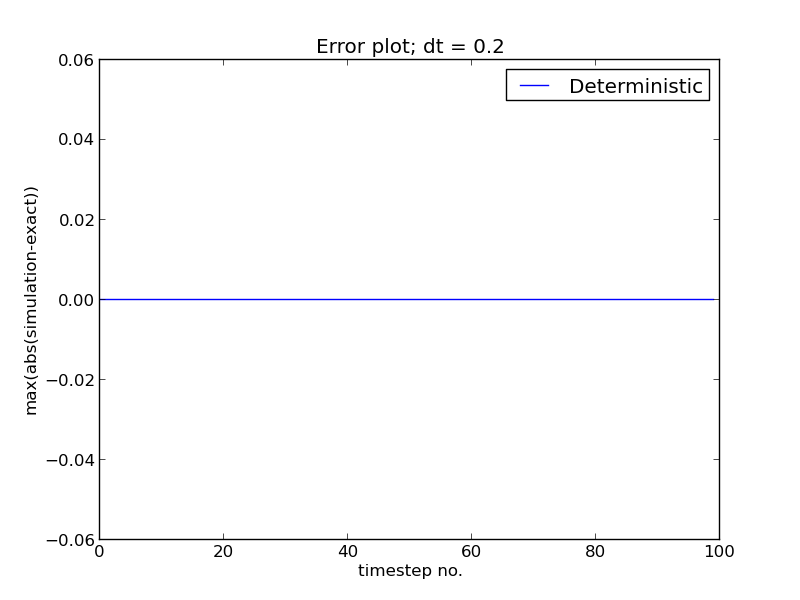 Error plot; dt = 0.2
Deterministic
max(abs(simulation-exact))
0.06
0.04
0.02
0.00
−0.02
−0.04
−0.06
0 20 40 60 80 100
timestep no.